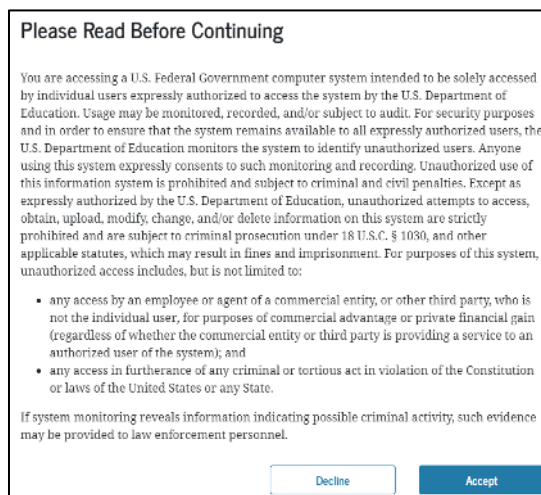 Please Read Before Continuing
You are accessing a U.S. Federal Government computer system intended to be solely accessed
by individual users expressly authorized to access the system by the U.S. Department of
Education. Usage may be monitored, recorded, and/or subject to audit. For security purposes
and in order to ensure that the system remains available to all expressly authorized users, the
U.S. Department of Education monitors the system to identify unauthorized users. Anyone
using this system expressly consents to such monitoring and recording. Unauthorized use of
this information system is prohibited and subject to criminal and civil penalties. Except as
expressly authorized by the U.S. Department of Education, unauthorized attempts to access,
obtain, upload, modify, change, and/or delete information on this system are strictly
prohibited and are subject to criminal prosecution under 18 U.S.C. § 1030, and other
applicable statutes, which may result in fines and imprisonment. For purposes of this system,
unauthorized access includes, but is not limited to:
• any access by an employee or agent of a commercial entity, or other third party, who is
not the individual user, for purposes of commercial advantage or private financial gain
(regardless of whether the commercial entity or third party is providing a service to an
authorized user of the system); and
• any access in furtherance of any criminal or tortious act in violation of the Constitution
or laws of the United States or any State.
If system monitoring reveals information indicating possible criminal activity, such evidence
may be provided to law enforcement personnel.
Decline Accept